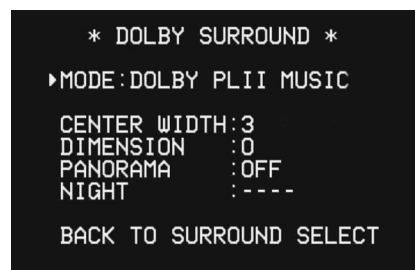 * DOLBY SURROUND *
▸MODE:DOLBY PLII MUSIC
CENTER WIDTH:3
DIMENSION :0
PANORAMA :OFF
NIGHT :----
BACK TO SURROUND SELECT